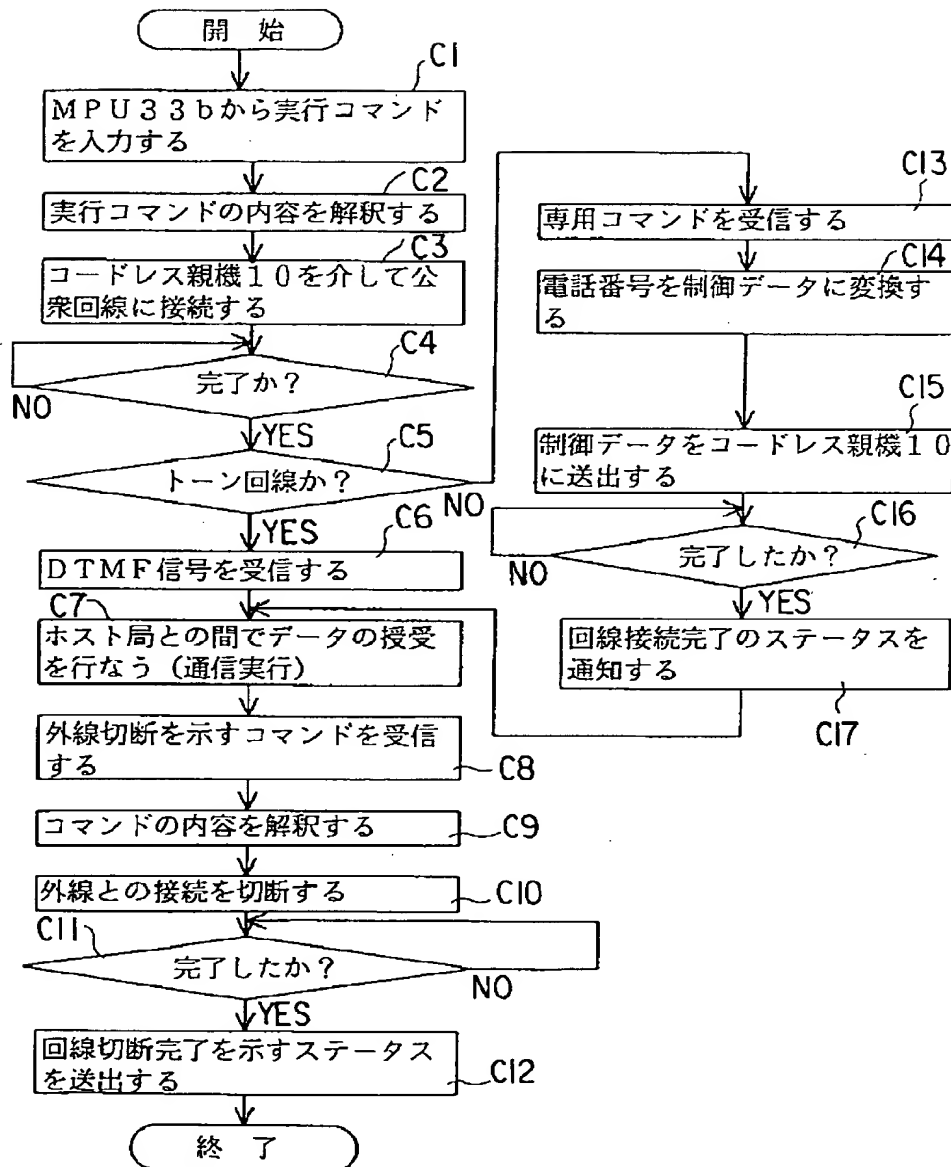 開 始
C1
MPU33bから実行コマンド
を入力する
C2
実行コマンドの内容を解釈する
C3
コードレス親機10を介して公
衆回線に接続する
C4
完了か?
NO
YES
C5
トーン回線か?
NO
YES
C6
DTMF信号を受信する
C7
ホスト局との間でデータの授受
を行なう(通信実行)
外線切断を示すコマンドを受信
する
C8
コマンドの内容を解釈する
C9
外線との接続を切断する
C10
C11
完了したか?
NO
YES
回線切断完了を示すステータス
を送出する
C12
終 了
C13
専用コマンドを受信する
C14
電話番号を制御データに変換す
る
C15
制御データをコードレス親機10
に送出する
C16
完了したか?
NO
YES
回線接続完了のステータスを
通知する
C17